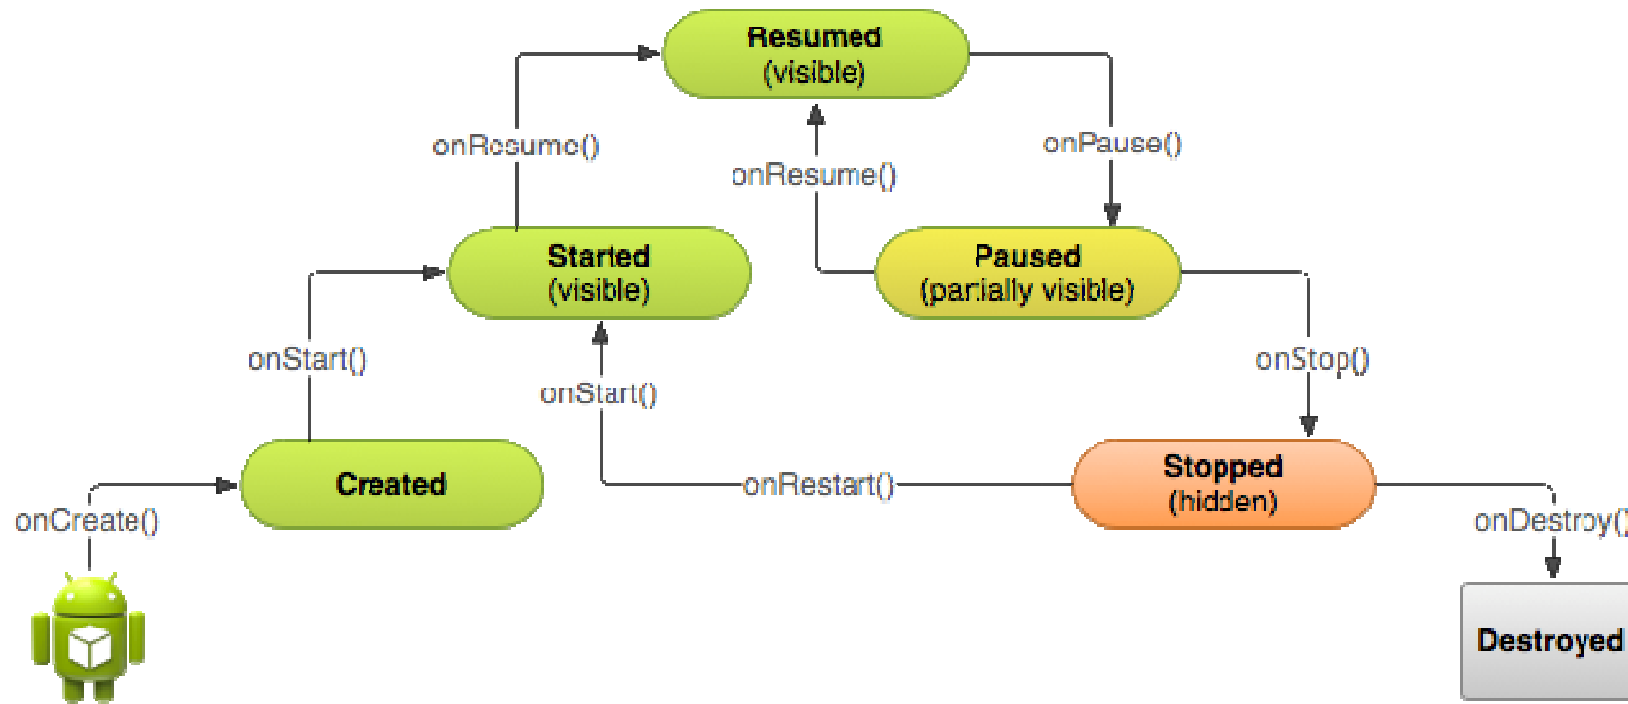 Resumed
(visible)
onResume()
onPause()
onResume()
Started
(visible)
Paused
(partially visible)
onStart()
onStop()
onStart()
Created
Stopped
(hidden)
onRestart()
onCreate()
onDestroy()
Destroyed